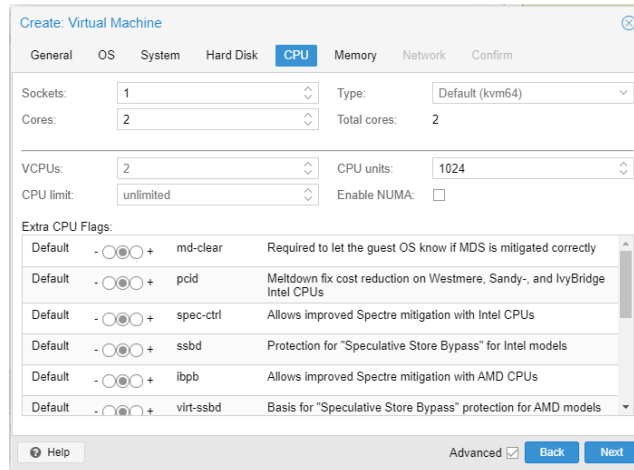 Create: Virtual Machine
General OS System Hard Disk CPU Memory Network Confirm
Sockets: 1 Type: Default (kvm64)
Cores: 2 Total cores: 2
VCPUs: 2 CPU units: 1024
CPU limit: unlimited Enable NUMA:
Extra CPU Flags:
Default - + md-clear Required to let the guest OS know if MDS is mitigated correctly
Default - + pcid Meltdown fix cost reduction on Westmere, Sandy-, and IvyBridge
Intel CPUs
Default - + spec-ctrl Allows improved Spectre mitigation with Intel CPUs
Default - + ssbd Protection for "Speculative Store Bypass" for Intel models
Default - + ibpb Allows improved Spectre mitigation with AMD CPUs
Default - + virt-ssbd Basis for "Speculative Store Bypass" protection for AMD models
Help Advanced Back Next